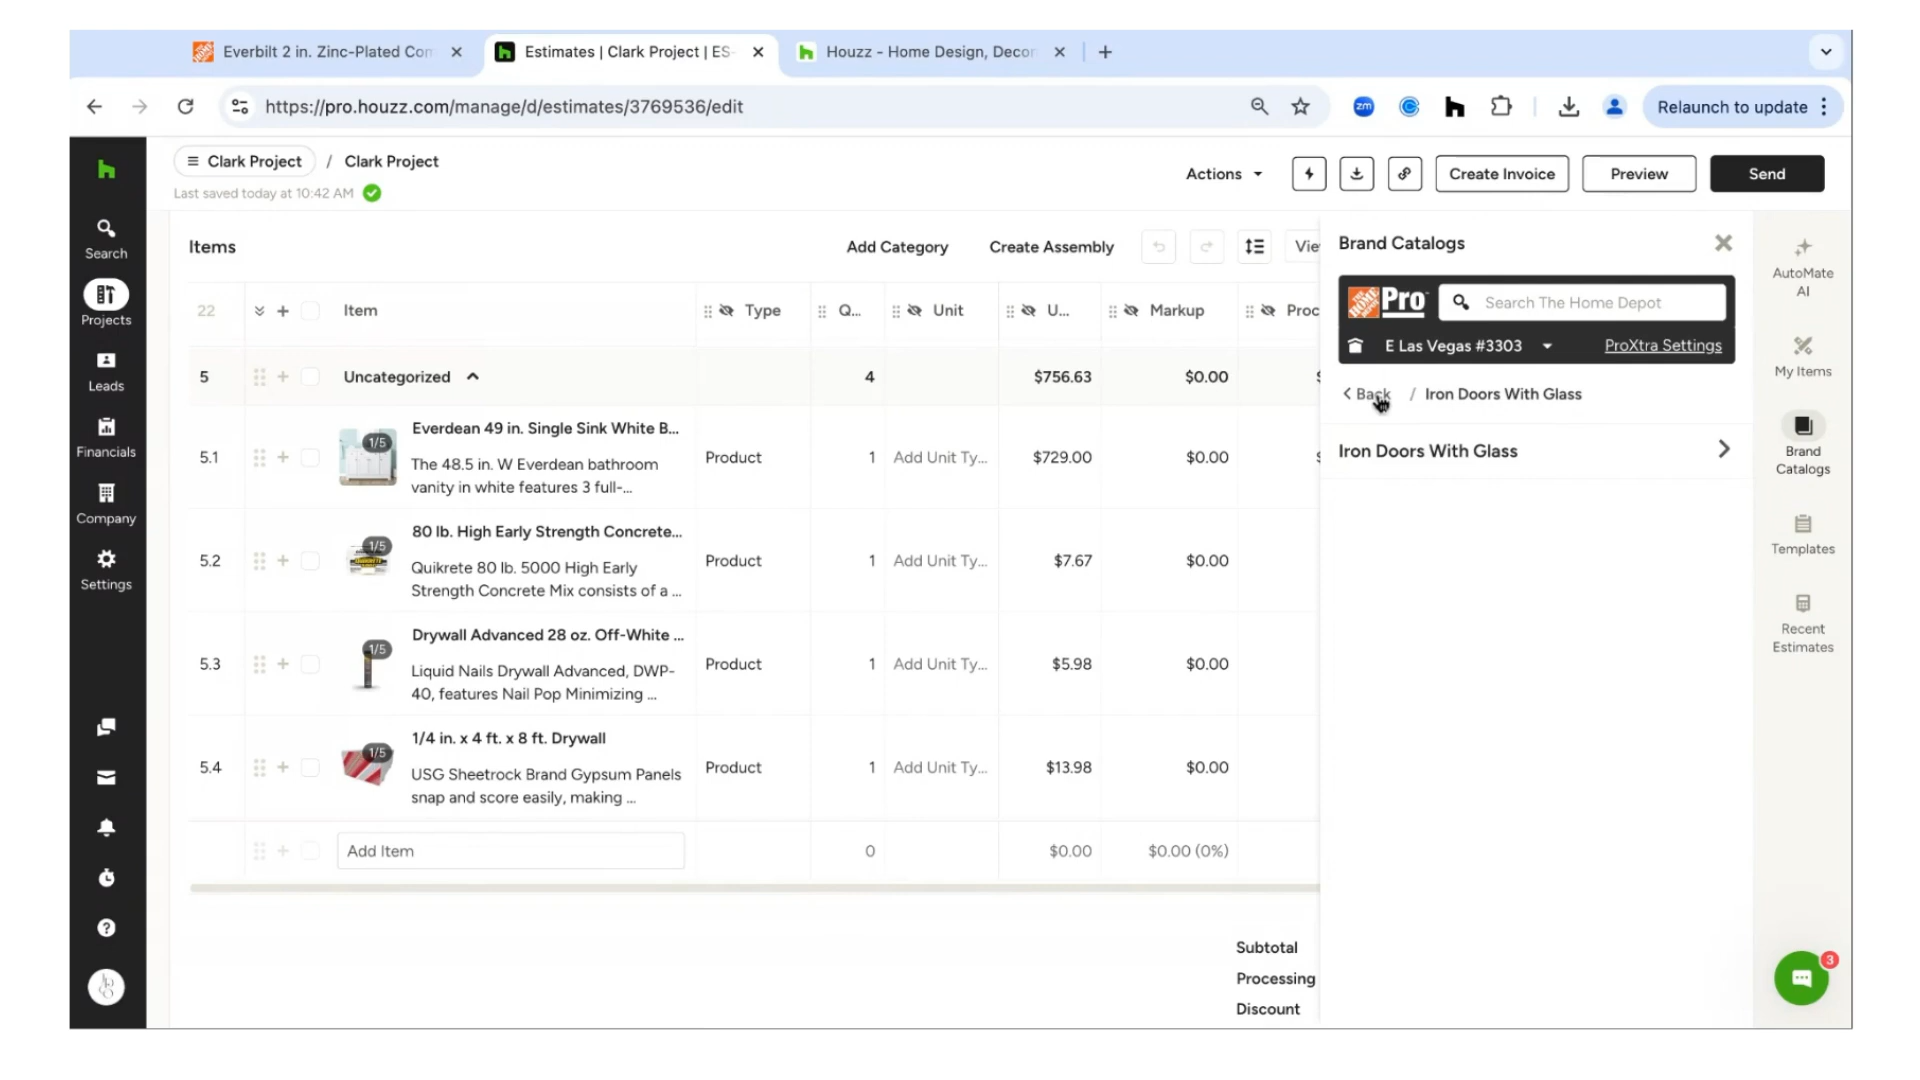 Everbilt 2 in. Zinc-Plated Cor
Estimates | Clark Project | ES-
Houzz - Home Design, Decor
https://pro.houzz.com/manage/d/estimates/3769536/edit
zm
Relaunch to update
Clark Project / Clark Project
Last saved today at 10:42 AM
Actions
Create Invoice
Preview
Send
Search
Projects
Leads
Financials
Company
Settings
Items
Add Category
Create Assembly
Vie
22 Item Type Q... Unit U... Markup Proc
5 Uncategorized 4 $756.63 $0.00
Everdean 49 in. Single Sink White B...
5.1 1/5 The 48.5 in. W Everdean bathroom Product 1 Add Unit Ty... $729.00 $0.00
vanity in white features 3 full-...
80 lb. High Early Strength Concrete...
5.2 1/5 Quikrete 80 lb. 5000 High Early Product 1 Add Unit Ty... $7.67 $0.00
Strength Concrete Mix consists of a ...
Drywall Advanced 28 oz. Off-White ...
5.3 1/5 Liquid Nails Drywall Advanced, DWP- Product 1 Add Unit Ty... $5.98 $0.00
40, features Nail Pop Minimizing ...
1/4 in. x 4 ft. x 8 ft. Drywall
5.4 1/5 USG Sheetrock Brand Gypsum Panels Product 1 Add Unit Ty... $13.98 $0.00
snap and score easily, making ...
Add Item 0 $0.00 $0.00 (0%)
Subtotal
Processing
Discount
Brand Catalogs
Pro
Search The Home Depot
E Las Vegas #3303
ProXtra Settings
Back / Iron Doors With Glass
Iron Doors With Glass
AutoMate
AI
My Items
Brand
Catalogs
Templates
Recent
Estimates
3